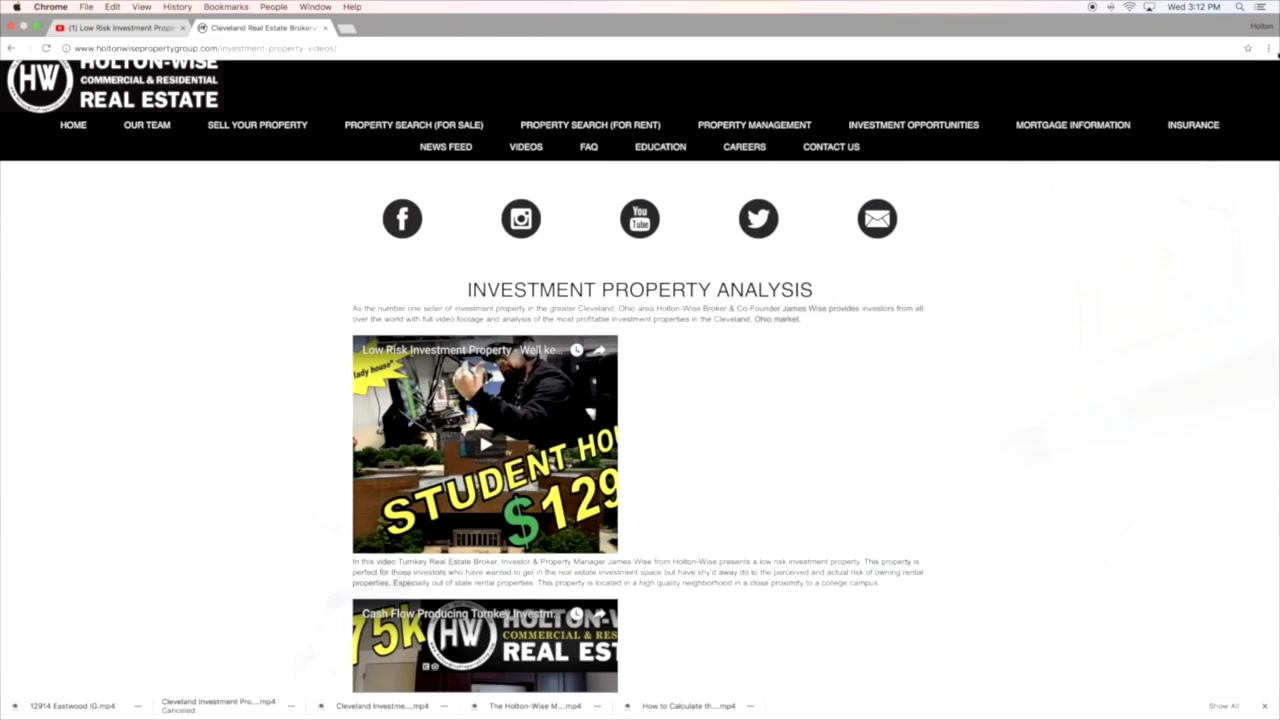 Chrome File Edit View History Bookmarks People Window Help Wed 3:12 PM
(1) Low Risk Investment Prope Cleveland Real Estate Brokera Holton
www.holtonwisepropertygroup.com/investment-property-videos/
HW HOLTON-WISE
COMMERCIAL & RESIDENTIAL
REAL ESTATE
HOME OUR TEAM SELL YOUR PROPERTY PROPERTY SEARCH (FOR SALE) PROPERTY SEARCH (FOR RENT) PROPERTY MANAGEMENT INVESTMENT OPPORTUNITIES MORTGAGE INFORMATION INSURANCE
NEWS FEED VIDEOS FAQ EDUCATION CAREERS CONTACT US
You
Tube
INVESTMENT PROPERTY ANALYSIS
As the number one seller of investment property in the greater Cleveland, Ohio area Holton-Wise Broker & Co-Founder James Wise provides investors from all
over the world with full video footage and analysis of the most profitable investment properties in the Cleveland, Ohio market.
Low Risk Investment Property - Well ke...
lady house"
STUDENT HO
$129
In this video Turnkey Real Estate Broker, Investor & Property Manager James Wise from Holton-Wise presents a low risk investment property. This property is
perfect for those investors who have wanted to get in the real estate investment space but have shy'd away do to the perceived and actual risk of owning rental
properties. Especially out of state rental properties. This property is located in a high quality neighborhood in a close proximity to a college campus
Cash Flow Producing Turnkey Investm...
75k HW HOLTON-W
COMMERCIAL & RES
REAL EST
12914 Eastwood IG.mp4 Cleveland Investment Pro....mp4 Cleveland Investme....mp4 The Holton-Wise M....mp4 How to Calculate th....mp4 Show All
Canceled